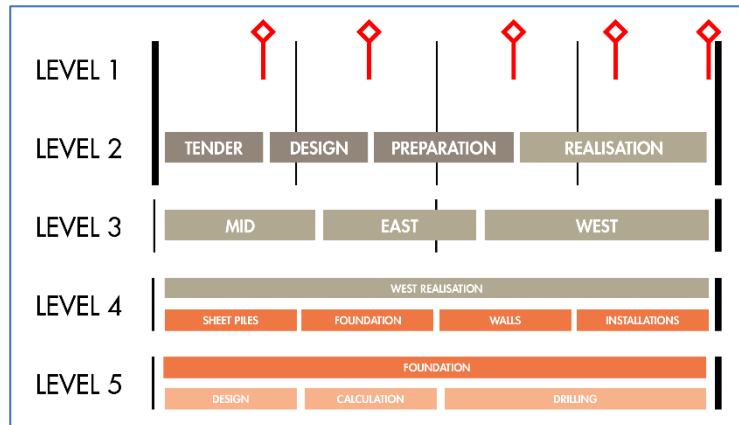 LEVEL 1
LEVEL 2
TENDER DESIGN PREPARATION REALISATION
LEVEL 3
MID EAST WEST
LEVEL 4
WEST REALISATION
SHEET PILES FOUNDATION WALLS INSTALLATIONS
LEVEL 5
FOUNDATION
DESIGN CALCULATION DRILLING